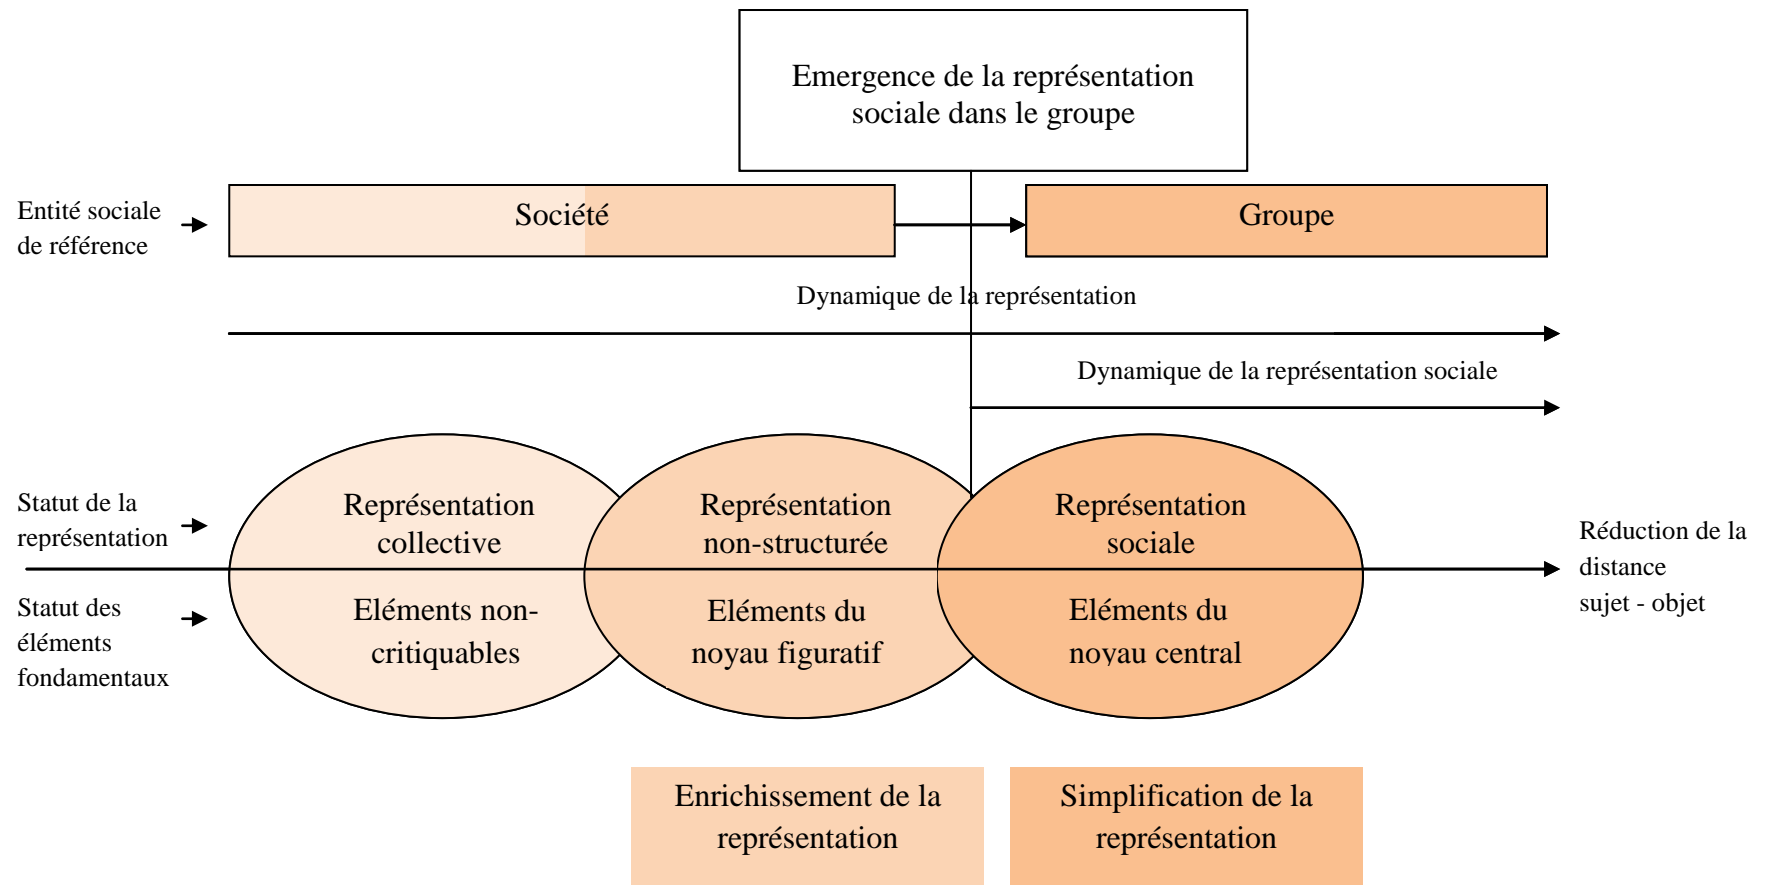 Emergence de la représentation
sociale dans le groupe
Entité sociale
de référence
Société
Groupe
Dynamique de la représentation
Dynamique de la représentation sociale
Statut de la
représentation
Représentation
collective
Représentation
non-structurée
Représentation
sociale
Réduction de la
distance
sujet - objet
Statut des
éléments
fondamentaux
Eléments non-
critiquables
Eléments du
noyau figuratif
Eléments du
noyau central
Enrichissement de la
représentation
Simplification de la
représentation